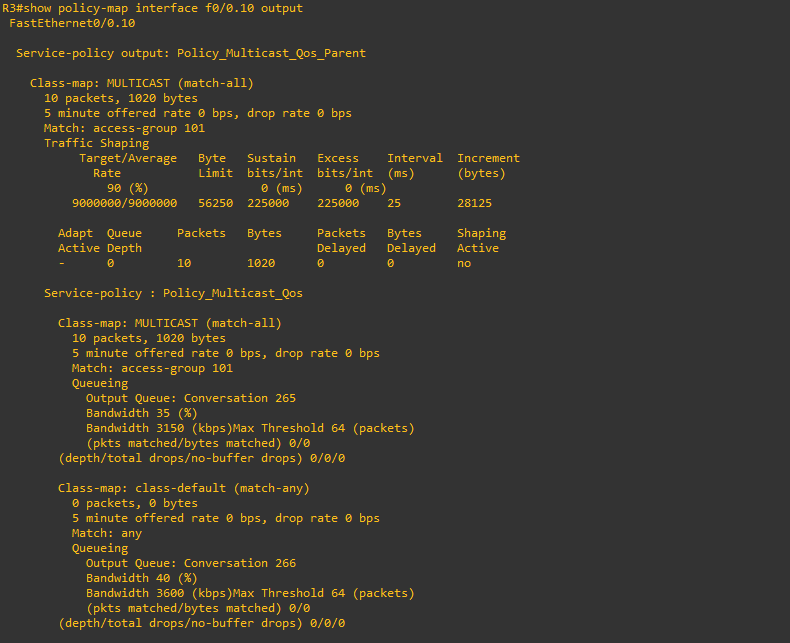 R3#show policy-map interface f0/0.10 output
FastEthernet0/0.10
Service-policy output: Policy_Multicast_Qos_Parent
Class-map: MULTICAST (match-all)
10 packets, 1020 bytes
5 minute offered rate 0 bps, drop rate 0 bps
Match: access-group 101
Traffic Shaping
Target/Average   Byte   Sustain   Excess    Interval  Increment
Rate           Limit  bits/int  bits/int  (ms)      (bytes)
90 (%)                0 (ms)      0 (ms)
9000000/9000000   56250  225000    225000    25        28125
Adapt  Queue     Packets   Bytes     Packets   Bytes     Shaping
Active Depth                         Delayed   Delayed   Active
-      0         10        1020      0         0         no
Service-policy : Policy_Multicast_Qos
Class-map: MULTICAST (match-all)
10 packets, 1020 bytes
5 minute offered rate 0 bps, drop rate 0 bps
Match: access-group 101
Queueing
Output Queue: Conversation 265
Bandwidth 35 (%)
Bandwidth 3150 (kbps)Max Threshold 64 (packets)
(pkts matched/bytes matched) 0/0
(depth/total drops/no-buffer drops) 0/0/0
Class-map: class-default (match-any)
0 packets, 0 bytes
5 minute offered rate 0 bps, drop rate 0 bps
Match: any
Queueing
Output Queue: Conversation 266
Bandwidth 40 (%)
Bandwidth 3600 (kbps)Max Threshold 64 (packets)
(pkts matched/bytes matched) 0/0
(depth/total drops/no-buffer drops) 0/0/0